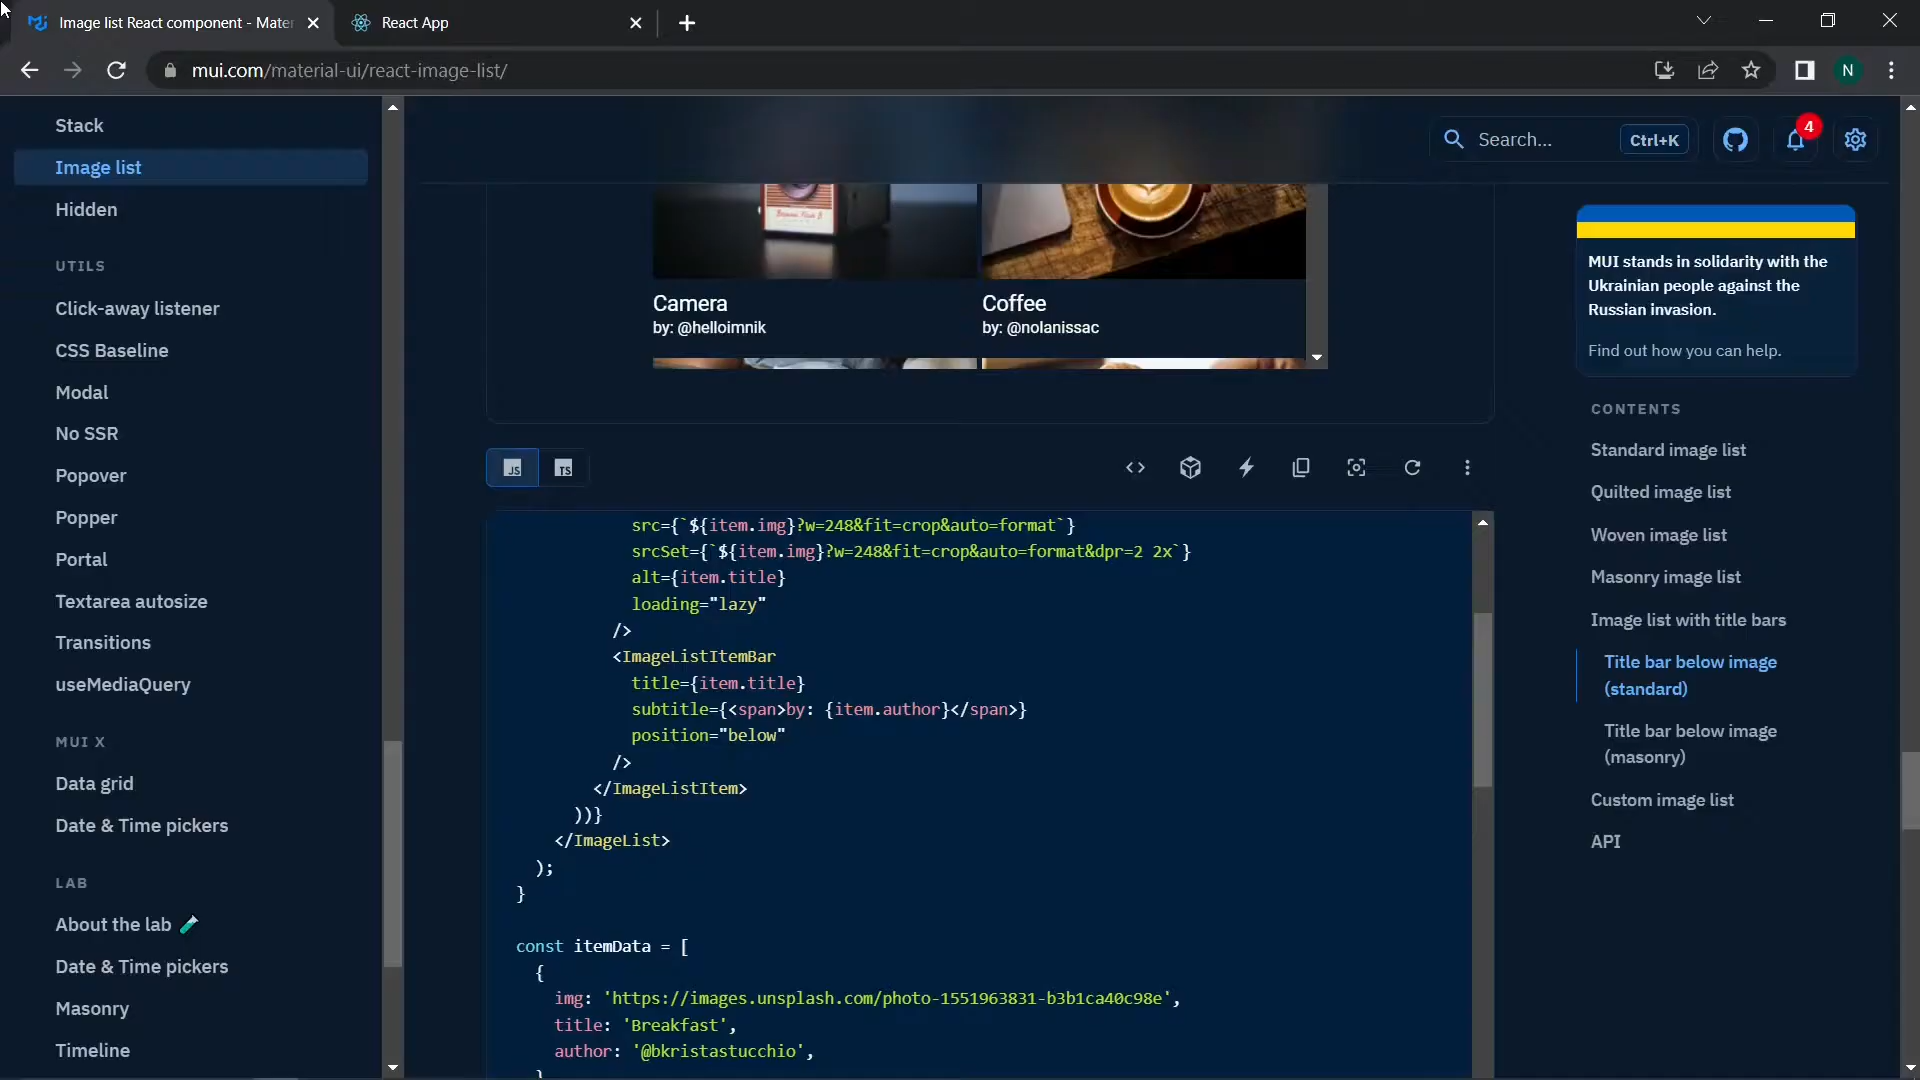 Image list React component - Mate
React App
mui.com/material-ui/react-image-list/
N
Stack
Image list
Hidden
UTILS
Click-away listener
CSS Baseline
Modal
No SSR
Popover
Popper
Portal
Textarea autosize
Transitions
useMediaQuery
MUI X
Data grid
Date & Time pickers
LAB
About the lab
Date & Time pickers
Masonry
Timeline
Search...
Ctrl+K
4
Camera
by: @helloimnik
Coffee
by: @nolanissac
JS
TS
src={`${item.img}?w=248&fit=crop&auto=format`}
srcSet={`${item.img}?w=248&fit=crop&auto=format&dpr=2 2x`}
alt={item.title}
loading="lazy"
/>
<ImageListItemBar
title={item.title}
subtitle={<span>by: {item.author}</span>}
position="below"
/>
</ImageListItem>
))}
</ImageList>
);
}
const itemData = [
{
img: 'https://images.unsplash.com/photo-1551963831-b3b1ca40c98e',
title: 'Breakfast',
author: '@bkristastucchio',
}
MUI stands in solidarity with the
Ukrainian people against the
Russian invasion.
Find out how you can help.
CONTENTS
Standard image list
Quilted image list
Woven image list
Masonry image list
Image list with title bars
Title bar below image
(standard)
Title bar below image
(masonry)
Custom image list
API